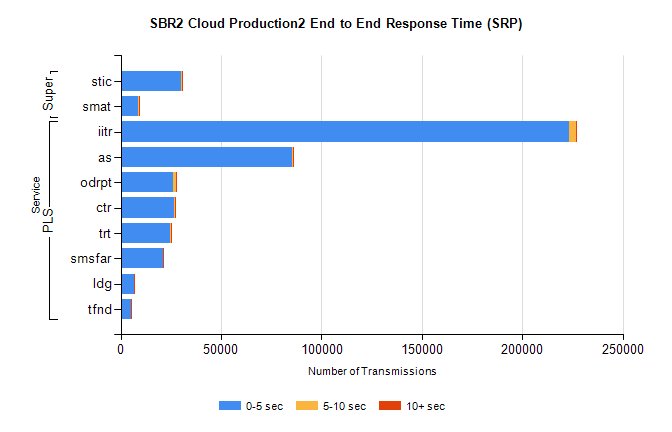 SBR2 Cloud Production2 End to End Response Time (SRP)
Super
stic
smat
Service
PLS
iitr
as
odrpt
ctr
trt
smsfar
ldg
tfnd
0 50000 100000 150000 200000 250000
Number of Transmissions
0-5 sec 5-10 sec 10+ sec